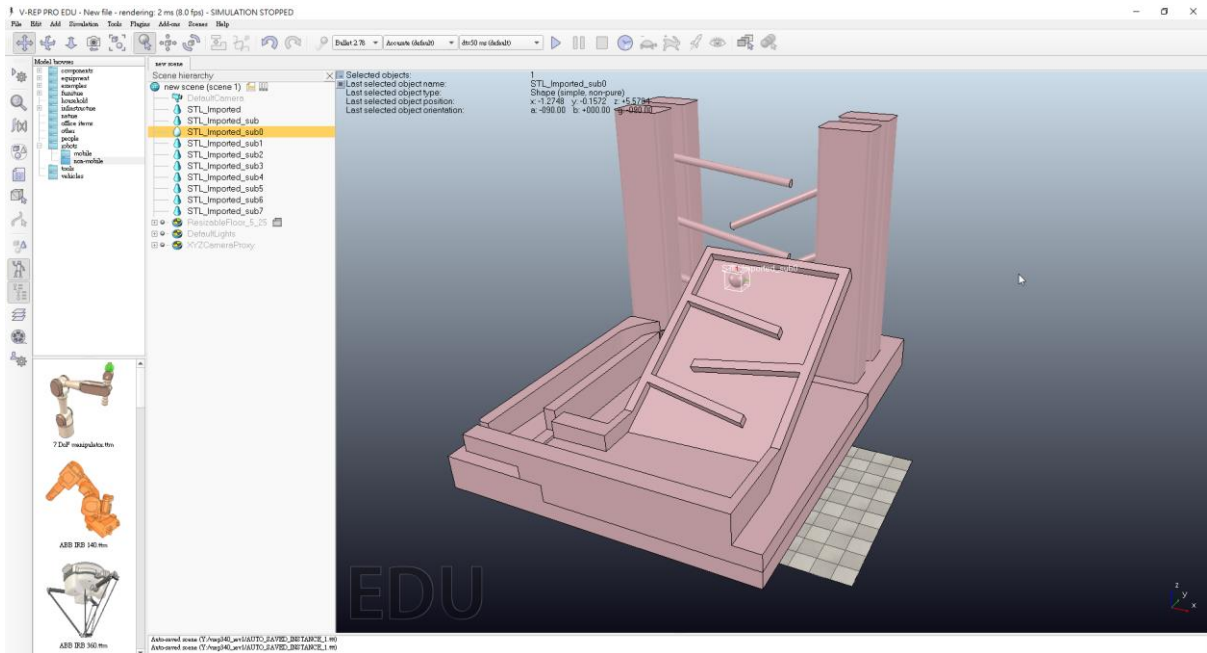 V-REP PRO EDU - New file - rendering: 2 ms (8.0 fps) - SIMULATION STOPPED
File Edit Add Simulation Tools Plugins Add-ons Scenes Help
Bullet 2.78 Accurate (default) dt=50 ms (default)
Model browser
components
equipment
examples
furniture
household
infrastructure
nature
office items
other
people
robots
mobile
non-mobile
tools
vehicles
7 DoF manipulator.ttm
ABB IRB 140.ttm
ABB IRB 360.ttm
new scene
Scene hierarchy
new scene (scene 1)
DefaultCamera
STL_Imported
STL_Imported_sub
STL_Imported_sub0
STL_Imported_sub1
STL_Imported_sub2
STL_Imported_sub3
STL_Imported_sub4
STL_Imported_sub5
STL_Imported_sub6
STL_Imported_sub7
ResizableFloor_5_25
DefaultLights
XYZCameraProxy
Selected objects: 1
Last selected object name: STL_Imported_sub0
Last selected object type: Shape (simple, non-pure)
Last selected object position: x: -1.2748 y: -0.1572
Last selected object orientation: a: -090.00 b: +000.00 g: -090.00
STL_Imported_sub0
EDU
z
y
x